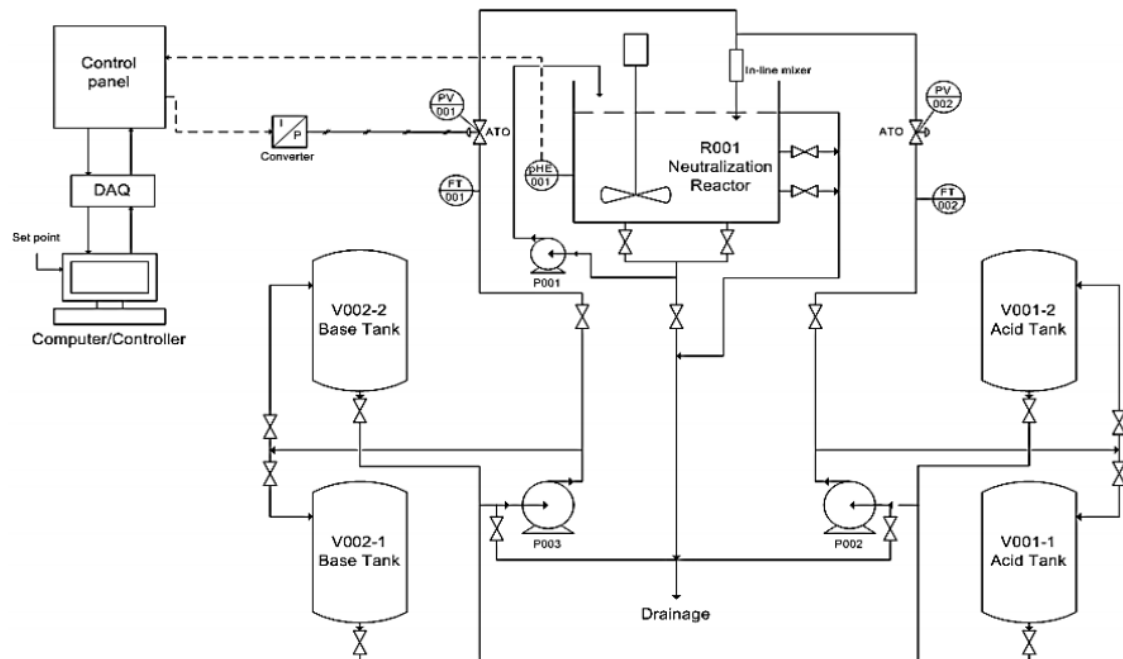 Control
panel
DAQ
Set point
Computer/Controller
I
P
Converter
PV
001
ATO
FT
001
pHE
001
In-line mixer
R001
Neutralization
Reactor
PV
002
ATO
FT
002
P001
V002-2
Base Tank
V001-2
Acid Tank
V002-1
Base Tank
P003
P002
V001-1
Acid Tank
Drainage